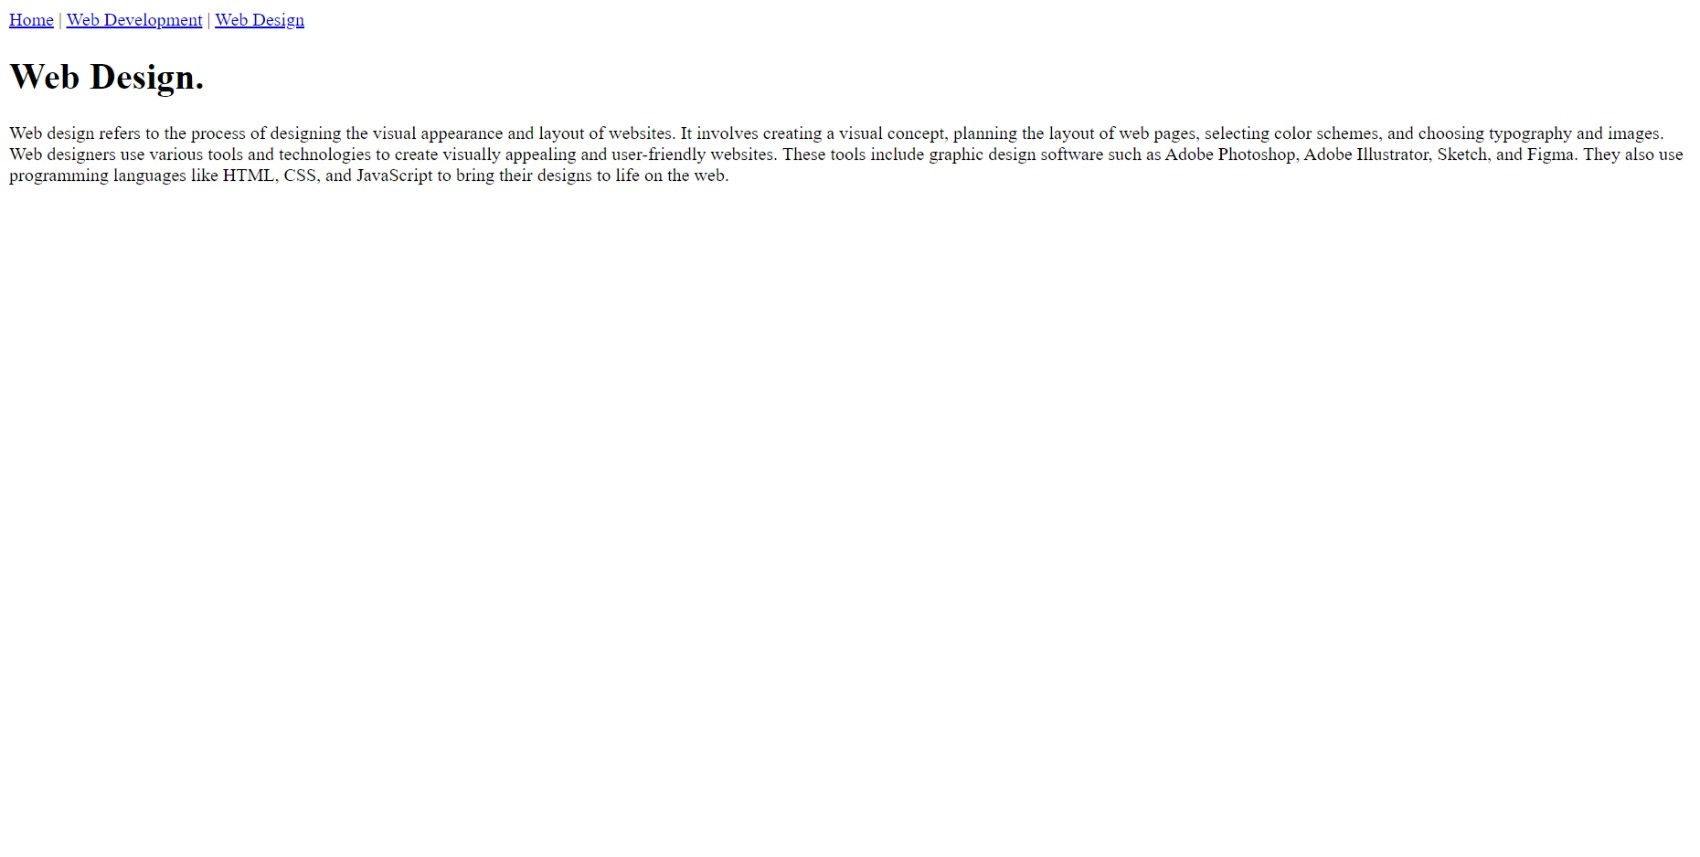 Home | Web Development | Web Design
Web Design.
Web design refers to the process of designing the visual appearance and layout of websites. It involves creating a visual concept, planning the layout of web pages, selecting color schemes, and choosing typography and images.
Web designers use various tools and technologies to create visually appealing and user-friendly websites. These tools include graphic design software such as Adobe Photoshop, Adobe Illustrator, Sketch, and Figma. They also use
programming languages like HTML, CSS, and JavaScript to bring their designs to life on the web.